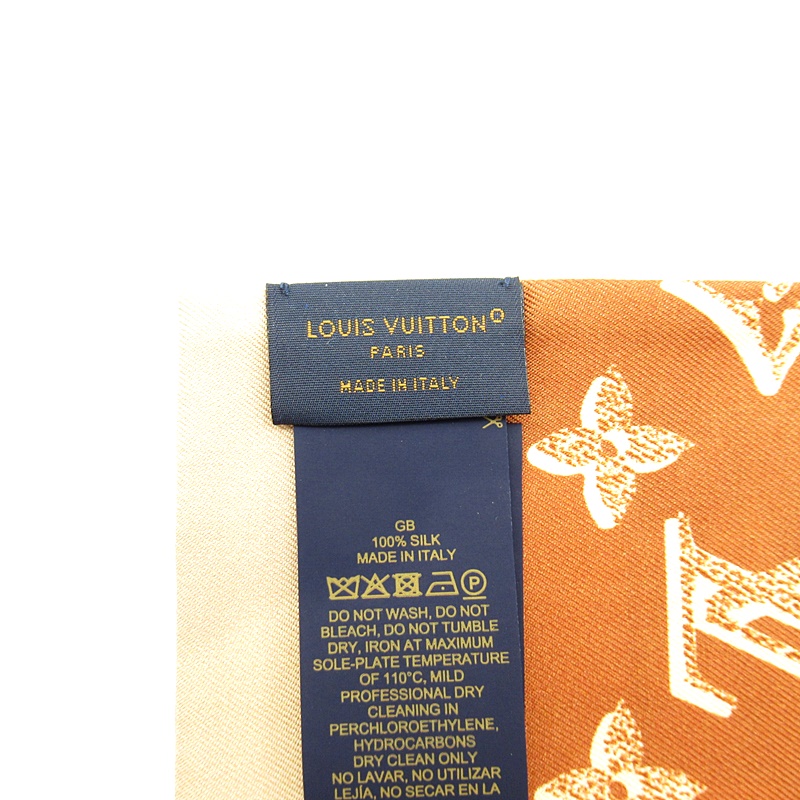 LOUIS VUITTON
PARIS
MADE IN ITALY
GB
100% SILK
MADE IN ITALY
P
DO NOT WASH, DO NOT
BLEACH, DO NOT TUMBLE
DRY, IRON AT MAXIMUM
SOLE-PLATE TEMPERATURE
OF 110°C, MILD
PROFESSIONAL DRY
CLEANING IN
PERCHLOROETHYLENE,
HYDROCARBONS
DRY CLEAN ONLY
NO LAVAR, NO UTILIZAR
LEJÍA, NO SECAR EN LA